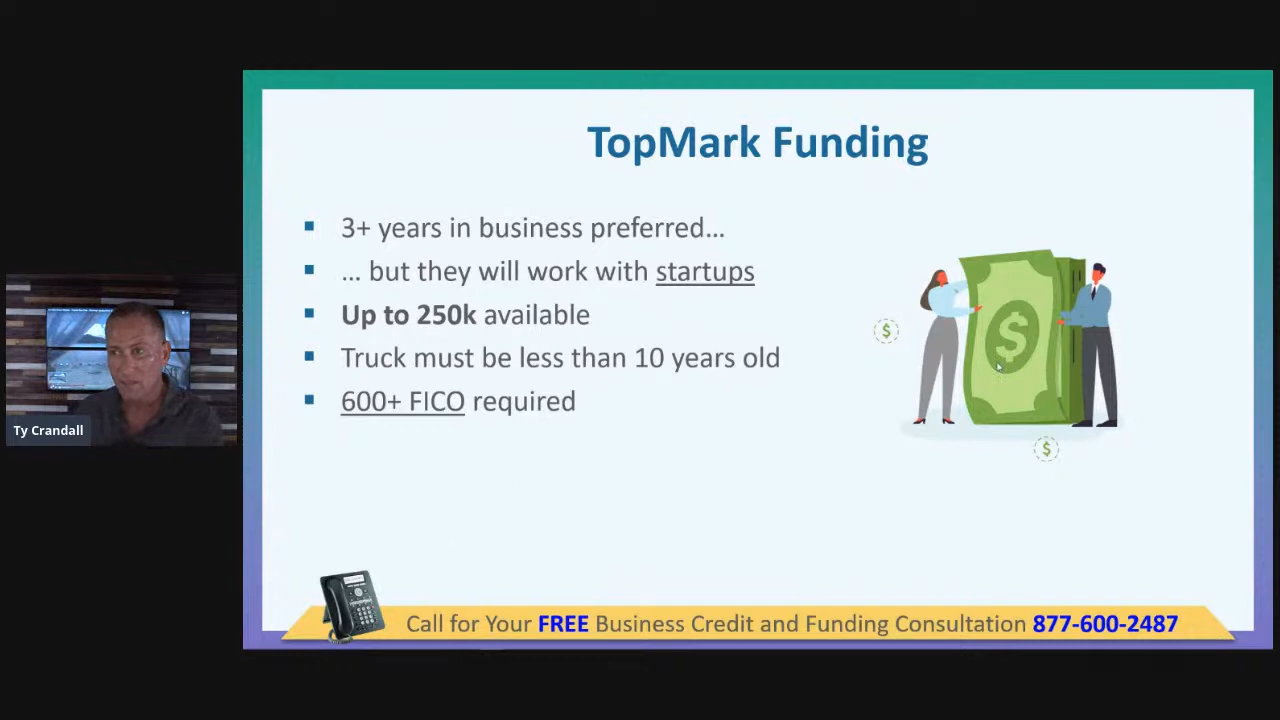 TopMark Funding
3+ years in business preferred…
… but they will work with startups
Up to 250k available
Truck must be less than 10 years old
600+ FICO required
Ty Crandall
Call for Your FREE Business Credit and Funding Consultation 877-600-2487